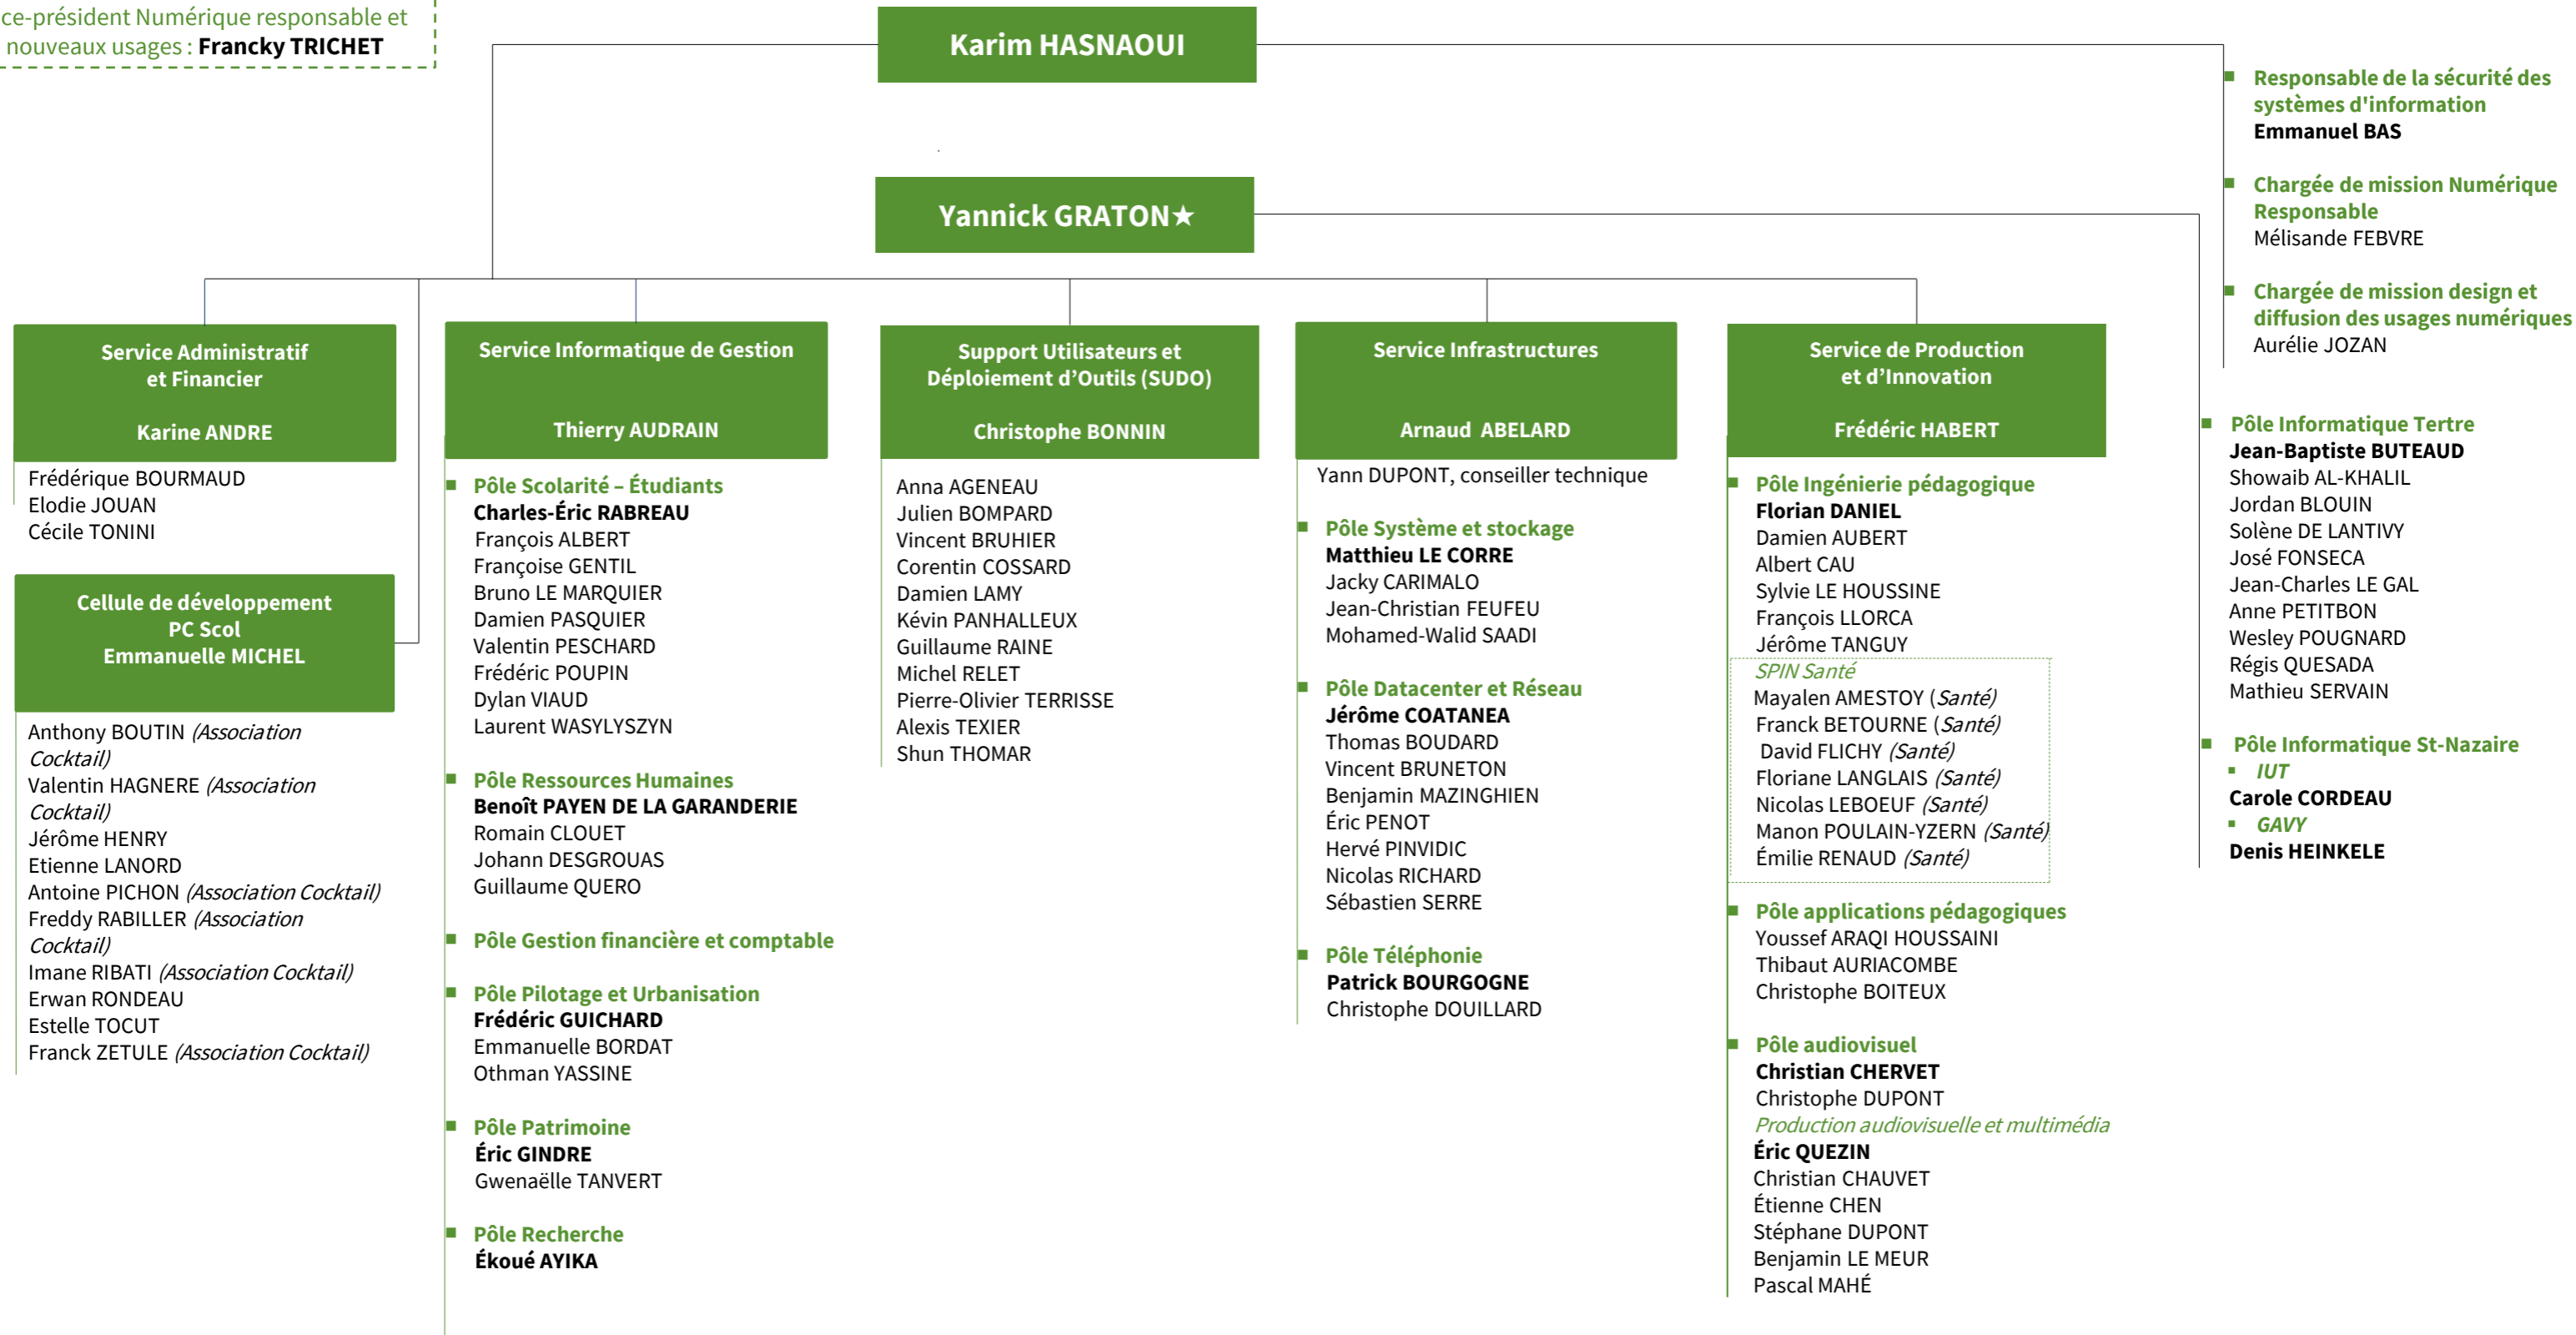 ce-président Numérique responsable et
nouveaux usages : Francky TRICHET
Karim HASNAOUI
Yannick GRATON★
Responsable de la sécurité des
systèmes d'information
Emmanuel BAS
Chargée de mission Numérique
Responsable
Mélisande FEBVRE
Chargée de mission design et
diffusion des usages numériques
Aurélie JOZAN
Service Administratif
et Financier
Karine ANDRE
Frédérique BOURMAUD
Elodie JOUAN
Cécile TONINI
Cellule de développement
PC Scol
Emmanuelle MICHEL
Anthony BOUTIN (Association
Cocktail)
Valentin HAGNERE (Association
Cocktail)
Jérôme HENRY
Etienne LANORD
Antoine PICHON (Association Cocktail)
Freddy RABILLER (Association
Cocktail)
Imane RIBATI (Association Cocktail)
Erwan RONDEAU
Estelle TOCUT
Franck ZETULE (Association Cocktail)
Service Informatique de Gestion
Thierry AUDRAIN
Pôle Scolarité – Étudiants
Charles-Éric RABREAU
François ALBERT
Françoise GENTIL
Bruno LE MARQUIER
Damien PASQUIER
Valentin PESCHARD
Frédéric POUPIN
Dylan VIAUD
Laurent WASYLYSZYN
Pôle Ressources Humaines
Benoît PAYEN DE LA GARANDERIE
Romain CLOUET
Johann DESGROUAS
Guillaume QUERO
Pôle Gestion financière et comptable
Pôle Pilotage et Urbanisation
Frédéric GUICHARD
Emmanuelle BORDAT
Othman YASSINE
Pôle Patrimoine
Éric GINDRE
Gwenaëlle TANVERT
Pôle Recherche
Ékoué AYIKA
Support Utilisateurs et
Déploiement d’Outils (SUDO)
Christophe BONNIN
Anna AGENEAU
Julien BOMPARD
Vincent BRUHIER
Corentin COSSARD
Damien LAMY
Kévin PANHALLEUX
Guillaume RAINE
Michel RELET
Pierre-Olivier TERRISSE
Alexis TEXIER
Shun THOMAR
Service Infrastructures
Arnaud ABELARD
Yann DUPONT, conseiller technique
Pôle Système et stockage
Matthieu LE CORRE
Jacky CARIMALO
Jean-Christian FEUFEU
Mohamed-Walid SAADI
Pôle Datacenter et Réseau
Jérôme COATANEA
Thomas BOUDARD
Vincent BRUNETON
Benjamin MAZINGHIEN
Éric PENOT
Hervé PINVIDIC
Nicolas RICHARD
Sébastien SERRE
Pôle Téléphonie
Patrick BOURGOGNE
Christophe DOUILLARD
Service de Production
et d’Innovation
Frédéric HABERT
Pôle Ingénierie pédagogique
Florian DANIEL
Damien AUBERT
Albert CAU
Sylvie LE HOUSSINE
François LLORCA
Jérôme TANGUY
SPIN Santé
Mayalen AMESTOY (Santé)
Franck BETOURNE (Santé)
David FLICHY (Santé)
Floriane LANGLAIS (Santé)
Nicolas LEBOEUF (Santé)
Manon POULAIN-YZERN (Santé)
Émilie RENAUD (Santé)
Pôle applications pédagogiques
Youssef ARAQI HOUSSAINI
Thibaut AURIACOMBE
Christophe BOITEUX
Pôle audiovisuel
Christian CHERVET
Christophe DUPONT
Production audiovisuelle et multimédia
Éric QUEZIN
Christian CHAUVET
Étienne CHEN
Stéphane DUPONT
Benjamin LE MEUR
Pascal MAHÉ
Pôle Informatique Tertre
Jean-Baptiste BUTEAUD
Showaib AL-KHALIL
Jordan BLOUIN
Solène DE LANTIVY
José FONSECA
Jean-Charles LE GAL
Anne PETITBON
Wesley POUGNARD
Régis QUESADA
Mathieu SERVAIN
Pôle Informatique St-Nazaire
IUT
Carole CORDEAU
GAVY
Denis HEINKELE